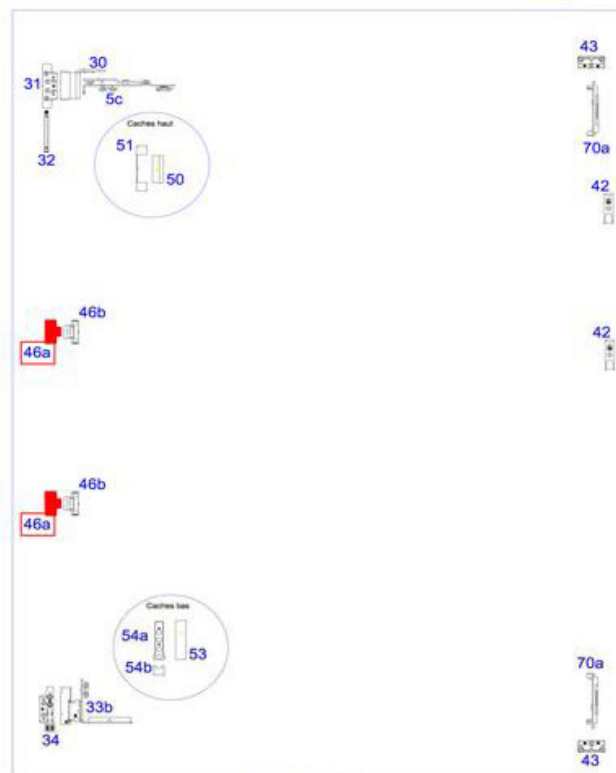 43
30
31
5c
Caches haut
51
32
50
70a
42
46b
46a
42
46b
46a
Caches bas
54a
53
54b
70a
33b
34
43